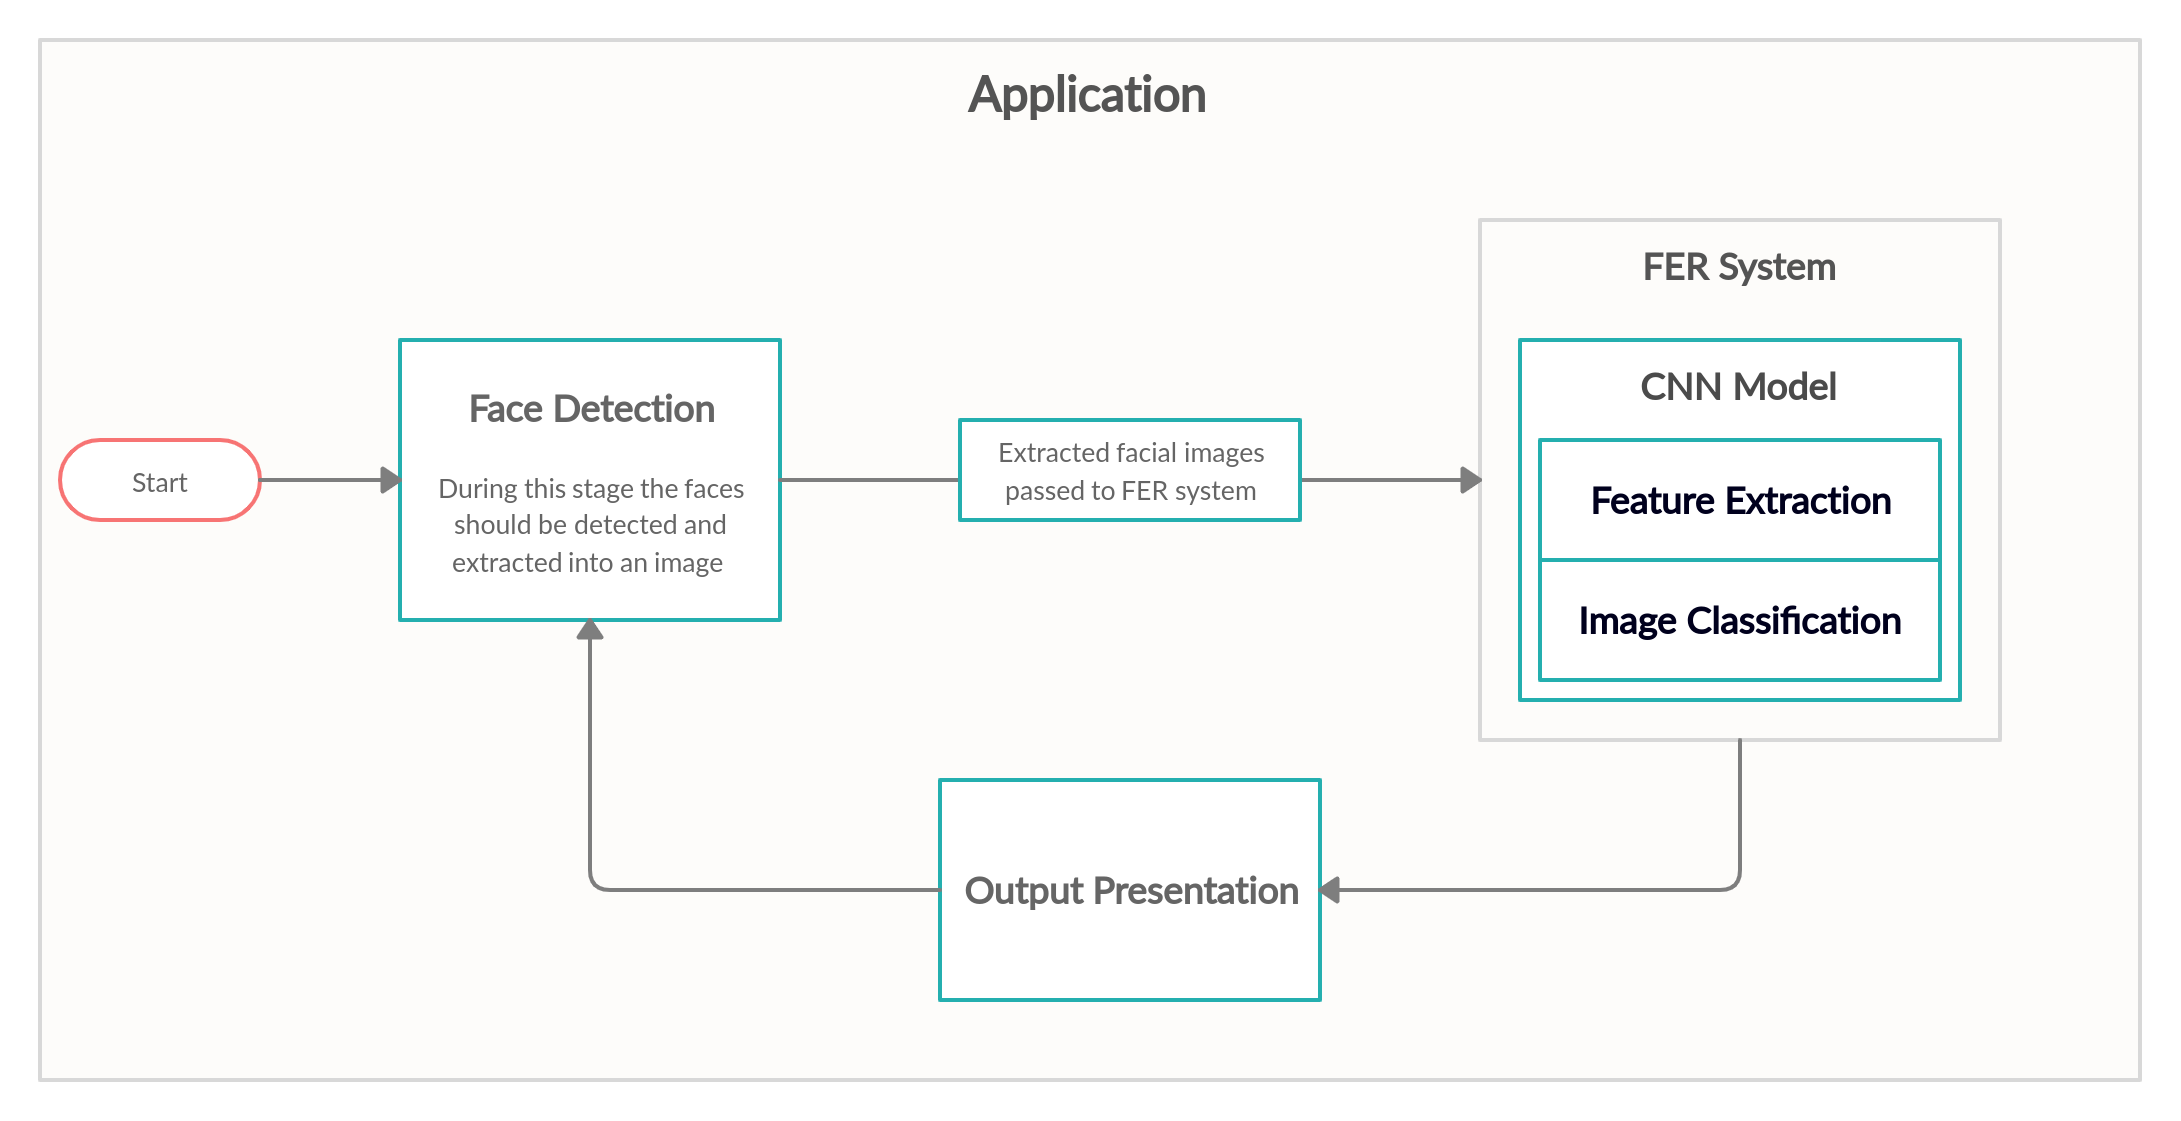 Application
Start
Face Detection
During this stage the faces
should be detected and
extracted into an image
Extracted facial images
passed to FER system
FER System
CNN Model
Feature Extraction
Image Classification
Output Presentation